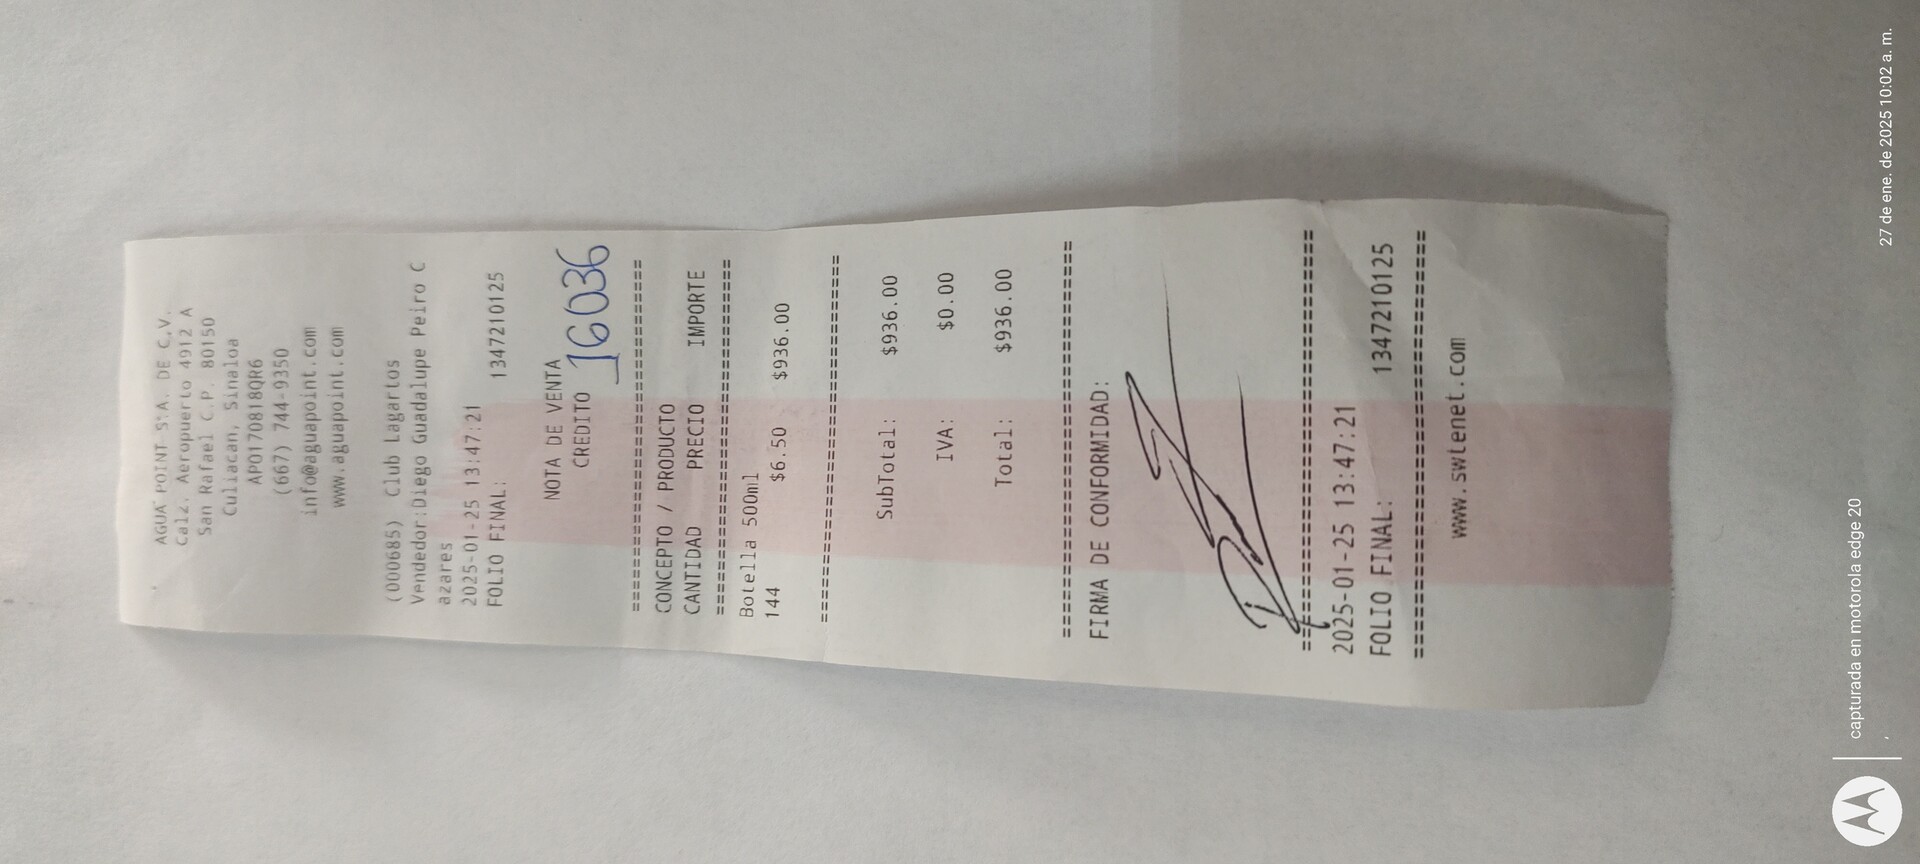 AGUA POINT S.A. DE C.V.
Calz. Aeropuerto 4912 A
San Rafael C.P. 80150
Culiacan, Sinaloa
APO170818QR6
(667) 744-9350
info@aguapoint.com
www.aguapoint.com
(000685) Club Lagartos
Vendedor:Diego Guadalupe Peiro C
azares
2025-01-25 13:47:21
FOLIO FINAL: 1347210125
NOTA DE VENTA
CREDITO 16036
================================
CONCEPTO / PRODUCTO
CANTIDAD PRECIO IMPORTE
================================
Botella 500ml
144 $6.50 $936.00
================================
SubTotal: $936.00
IVA: $0.00
Total: $936.00
================================
FIRMA DE CONFORMIDAD:
================================
2025-01-25 13:47:21
FOLIO FINAL: 1347210125
================================
www.swtenet.com
capturada en motorola edge 20
27 de ene. de 2025 10:02 a. m.